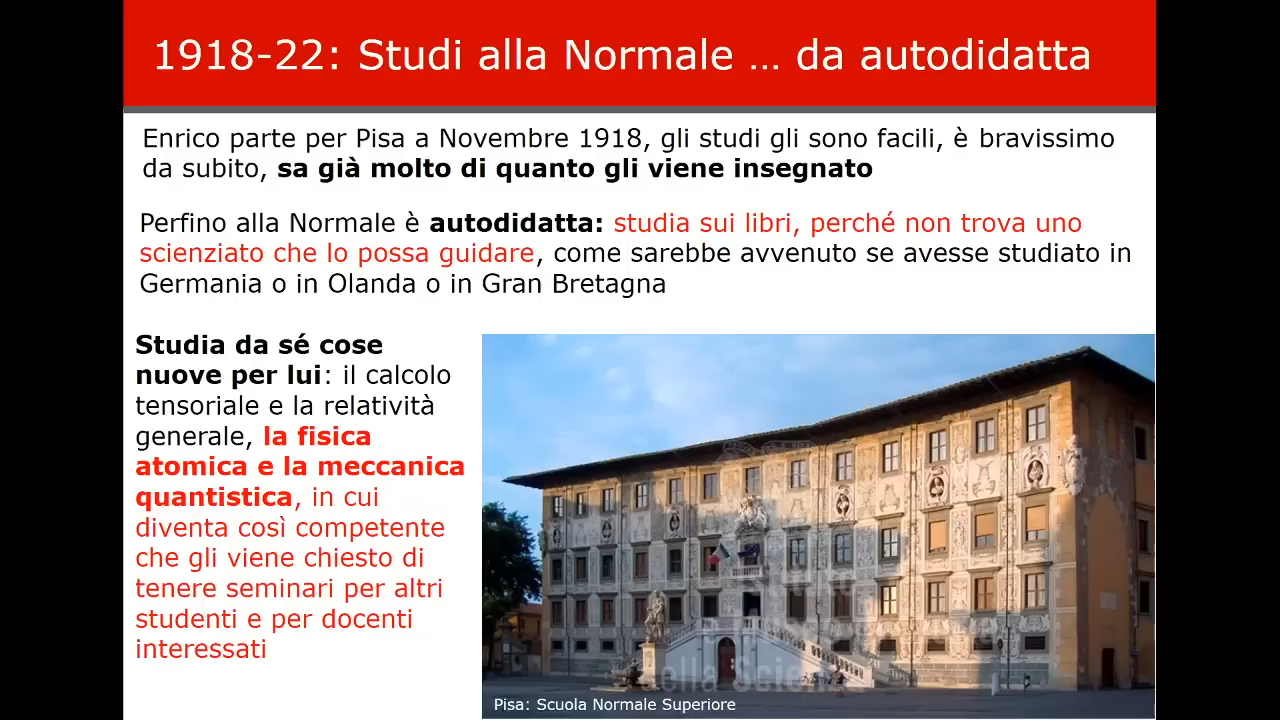 1918-22: Studi alla Normale … da autodidatta
Enrico parte per Pisa a Novembre 1918, gli studi gli sono facili, è bravissimo
da subito, sa già molto di quanto gli viene insegnato
Perfino alla Normale è autodidatta: studia sui libri, perché non trova uno
scienziato che lo possa guidare, come sarebbe avvenuto se avesse studiato in
Germania o in Olanda o in Gran Bretagna
Studia da sé cose
nuove per lui: il calcolo
tensoriale e la relatività
generale, la fisica
atomica e la meccanica
quantistica, in cui
diventa così competente
che gli viene chiesto di
tenere seminari per altri
studenti e per docenti
interessati
Pisa: Scuola Normale Superiore